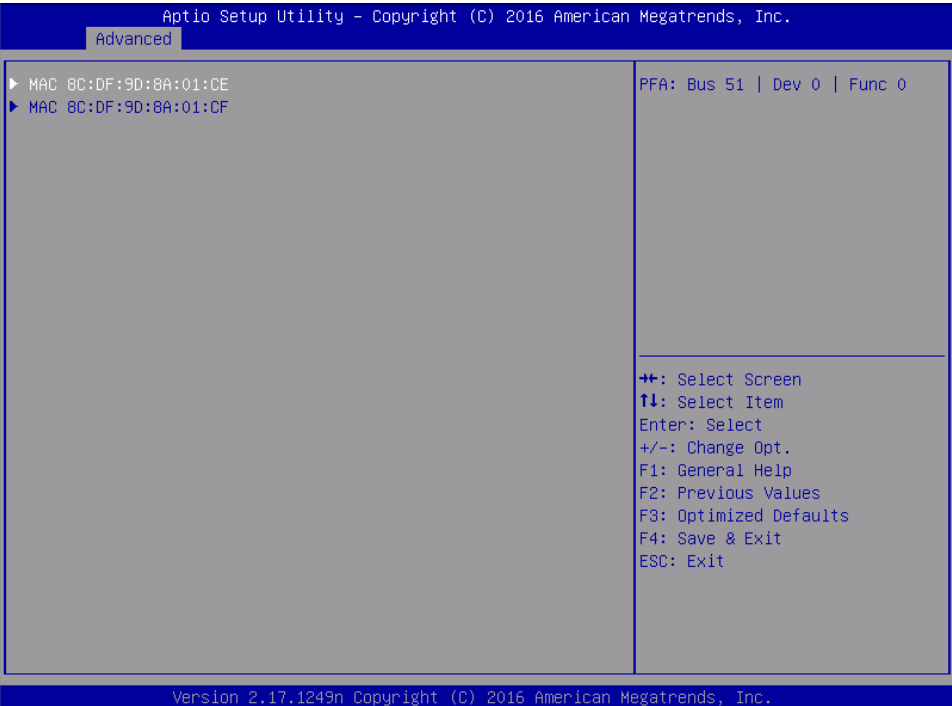 Aptio Setup Utility – Copyright (C) 2016 American Megatrends, Inc.
Advanced
▶ MAC 8C:DF:9D:8A:01:CE
▶ MAC 8C:DF:9D:8A:01:CF
PFA: Bus 51 | Dev 0 | Func 0
→←: Select Screen
↑↓: Select Item
Enter: Select
+/-: Change Opt.
F1: General Help
F2: Previous Values
F3: Optimized Defaults
F4: Save & Exit
ESC: Exit
Version 2.17.1249n Copyright (C) 2016 American Megatrends, Inc.